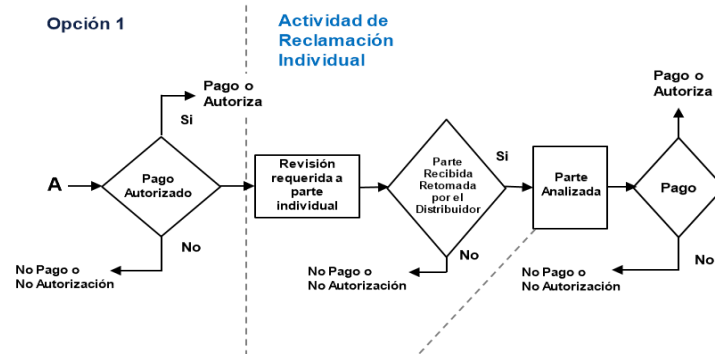 Opción 1
Actividad de
Reclamación
Individual
Pago o
Autoriza
Si
A
Pago
Autorizado
No
No Pago o
No Autorización
Revisión
requerida a
parte
individual
Parte
Recibida
Retomada
por el
Distribuidor
Si
No
No Pago o
No Autorización
Parte
Analizada
Pago o
Autoriza
Pago
No
No Pago o
No Autorización